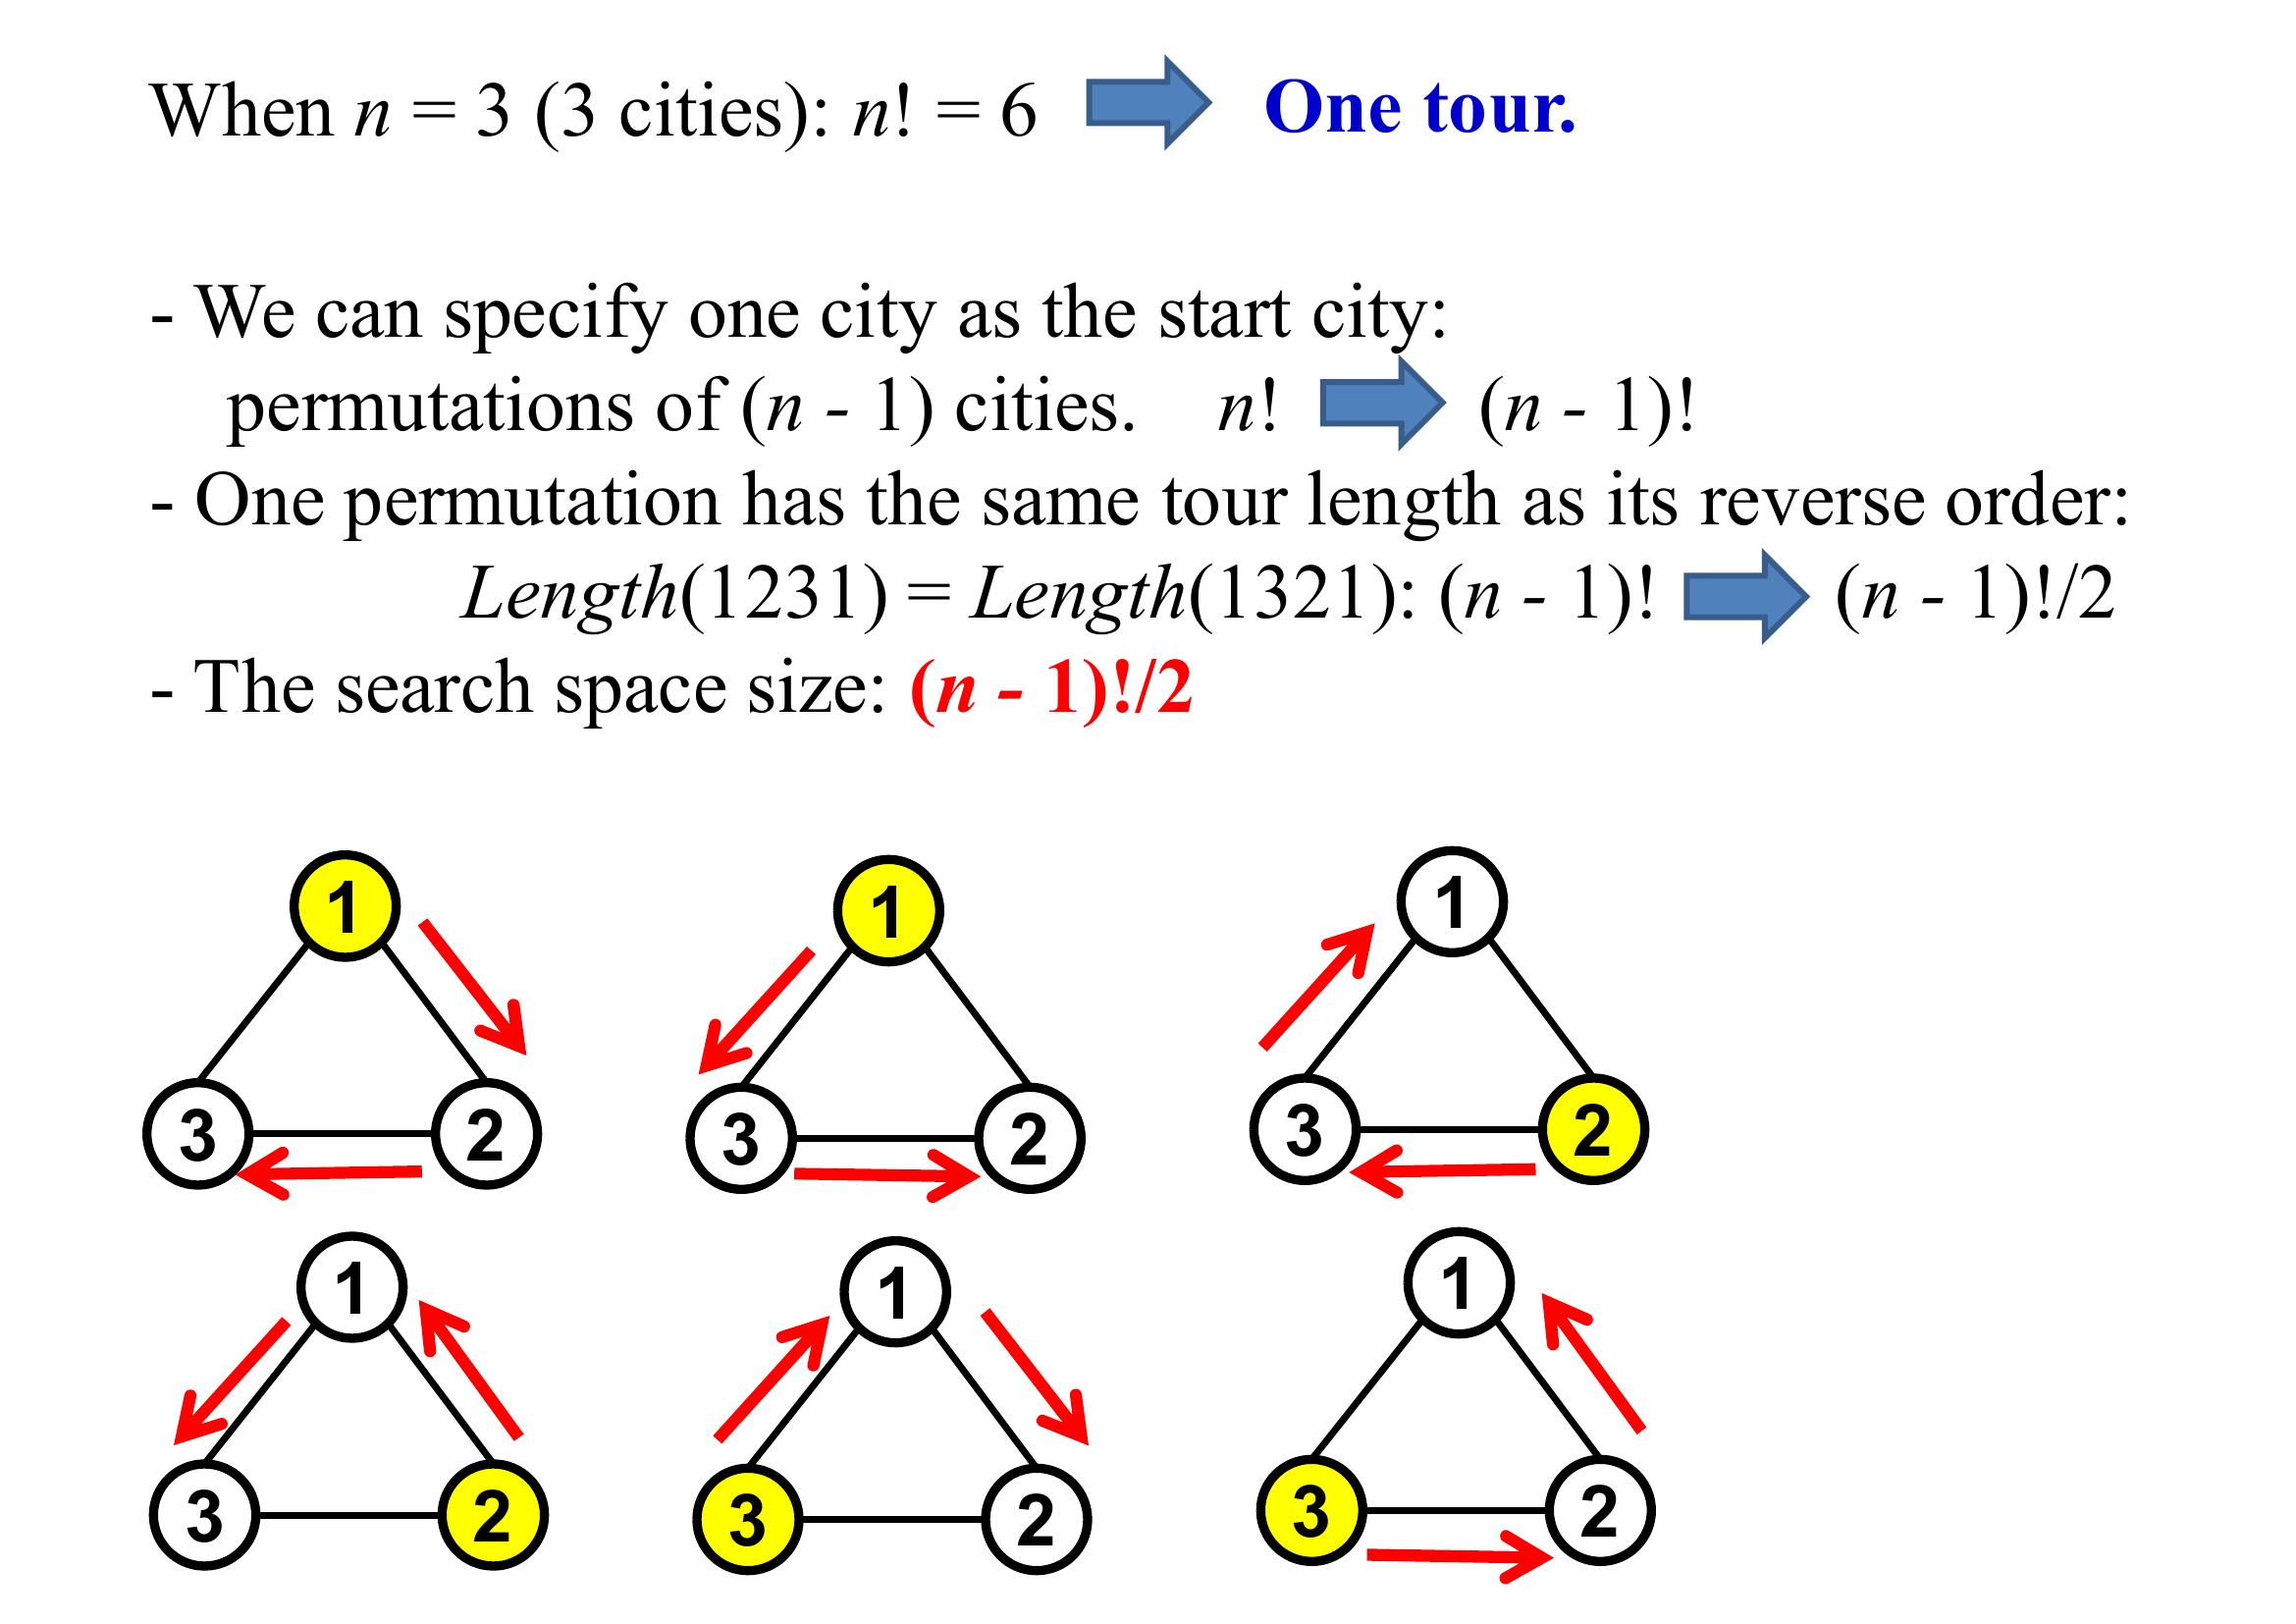 When n = 3 (3 cities): n! = 6 One tour.
- We can specify one city as the start city:
permutations of (n - 1) cities. n! (n - 1)!
- One permutation has the same tour length as its reverse order:
Length(1231) = Length(1321): (n - 1)! (n - 1)!/2
- The search space size: (n - 1)!/2
1 1 1
3 2 3 2 3 2
1 1 1
3 2 3 2 3 2